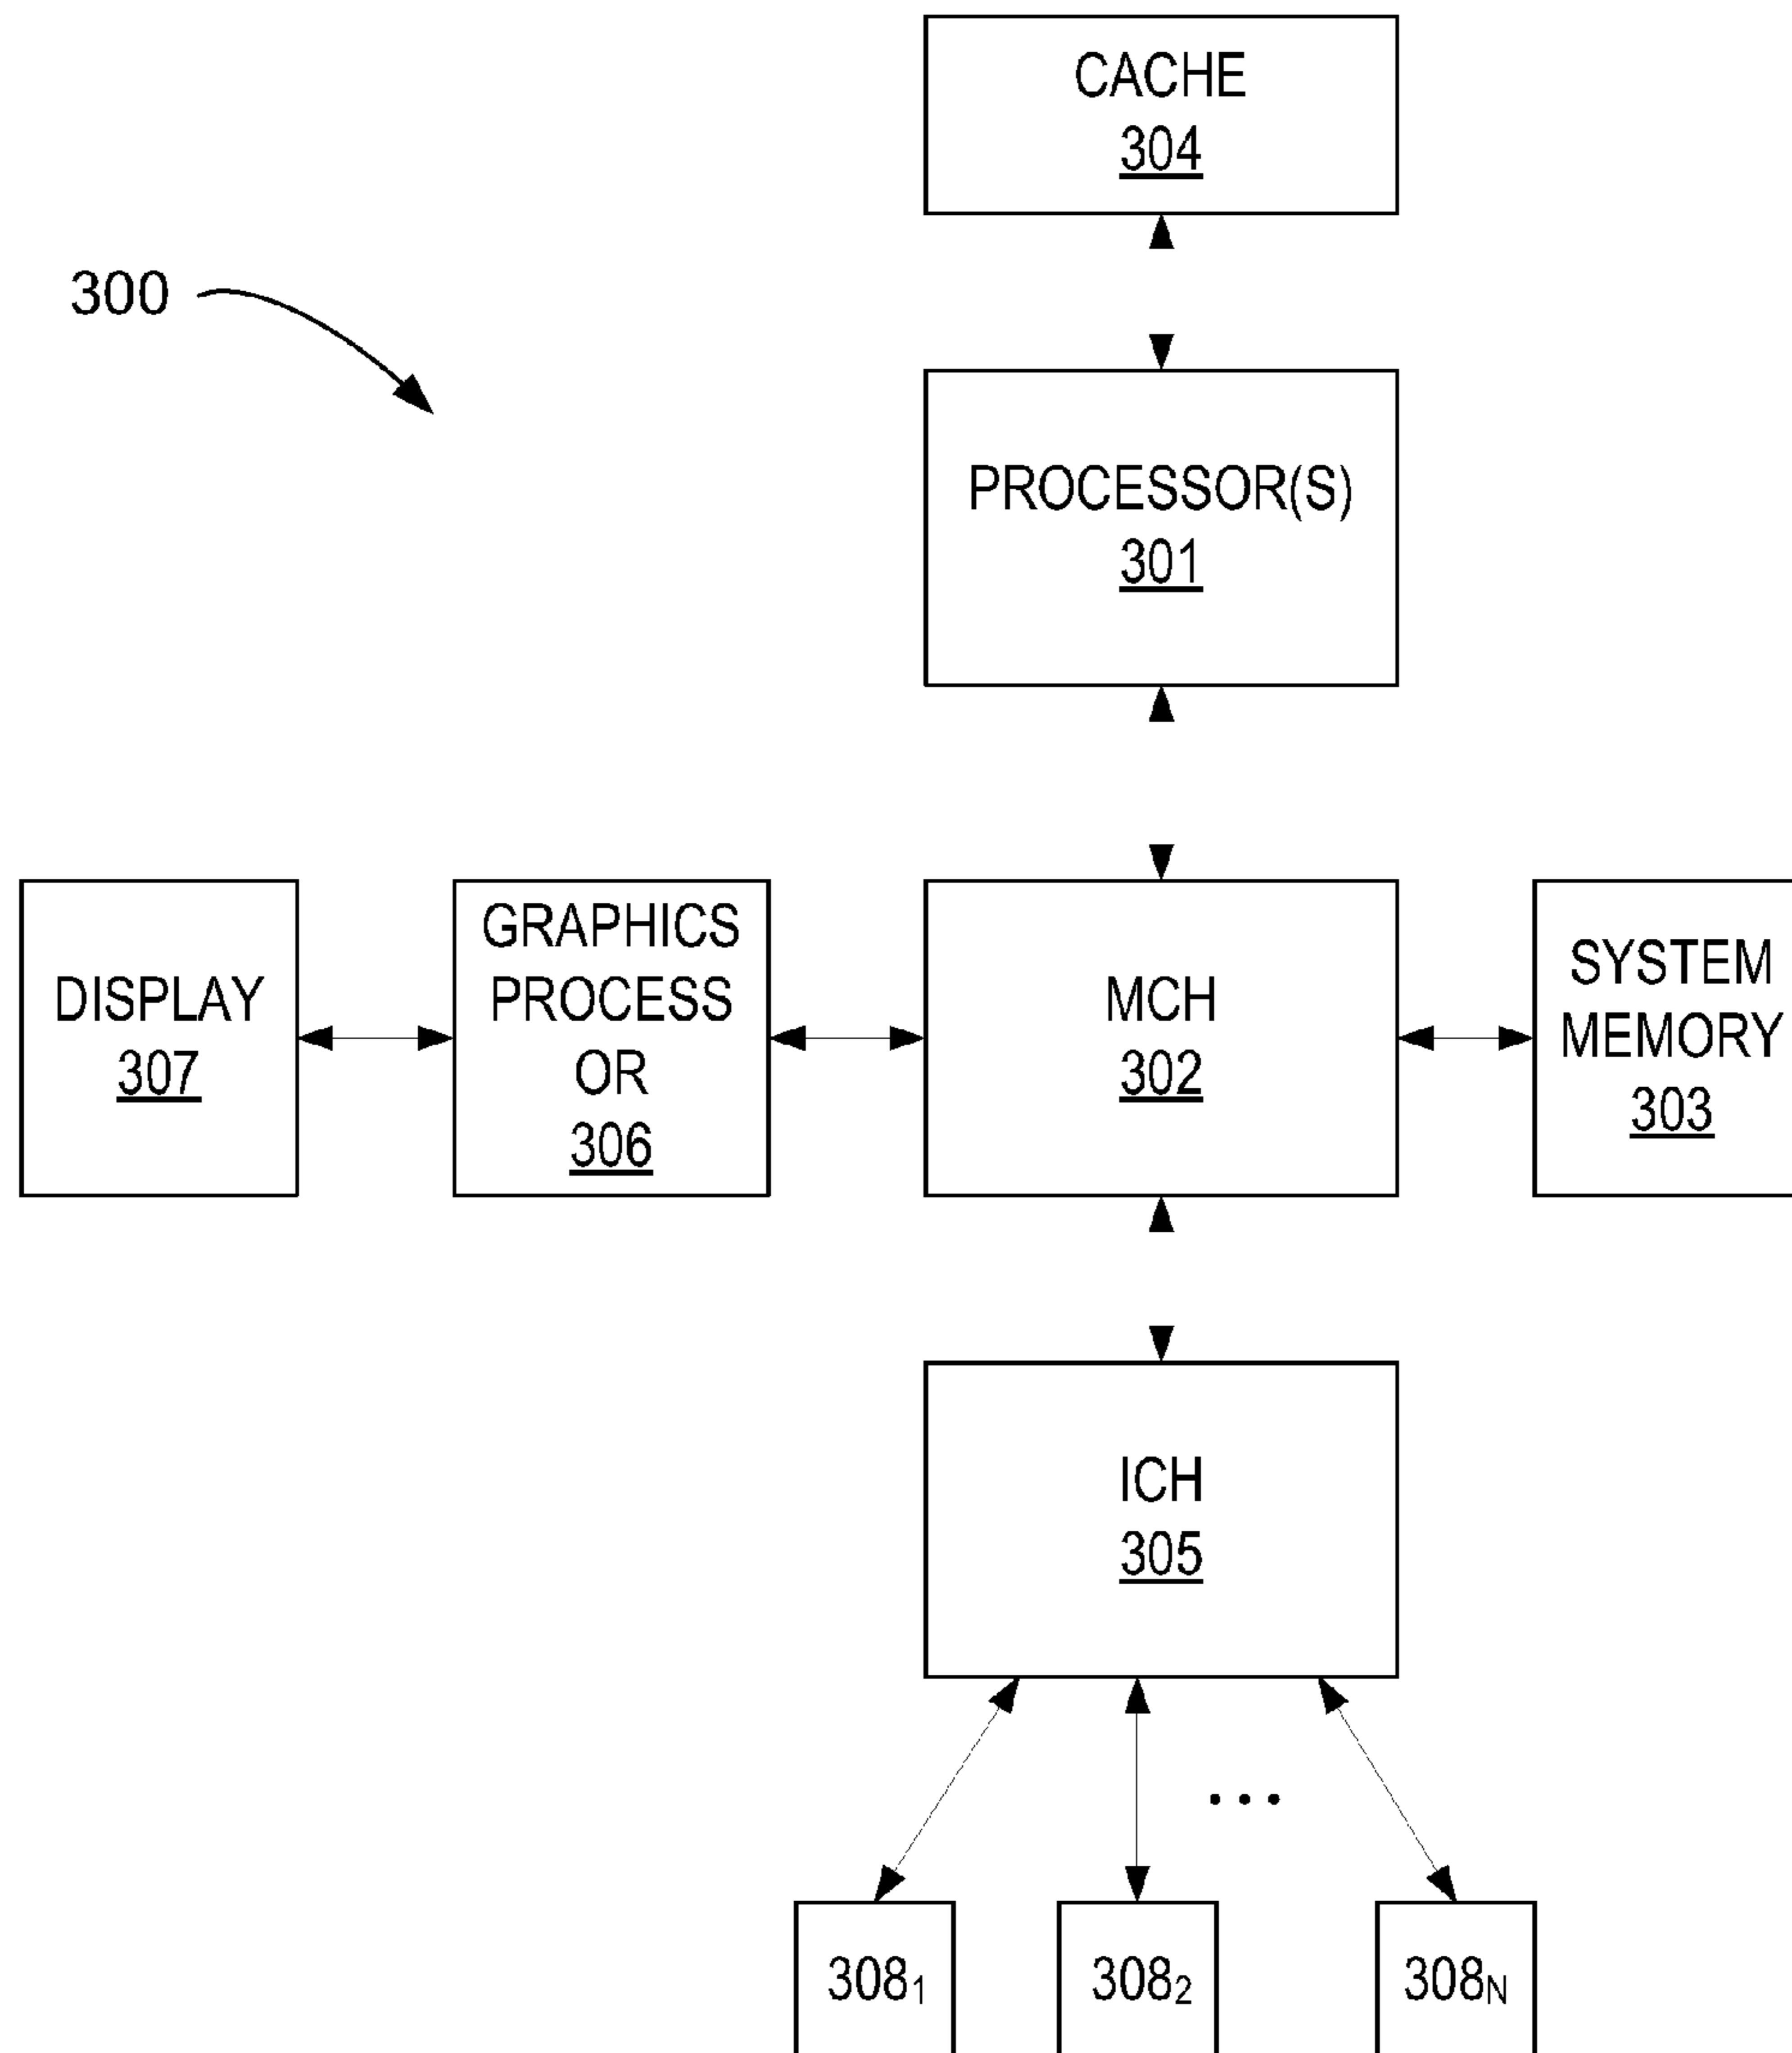 CACHE
304
300
PROCESSOR(S)
301
DISPLAY
307
GRAPHICS
PROCESS
OR
306
MCH
302
SYSTEM
MEMORY
303
ICH
305
...
308₁
308₂
308N